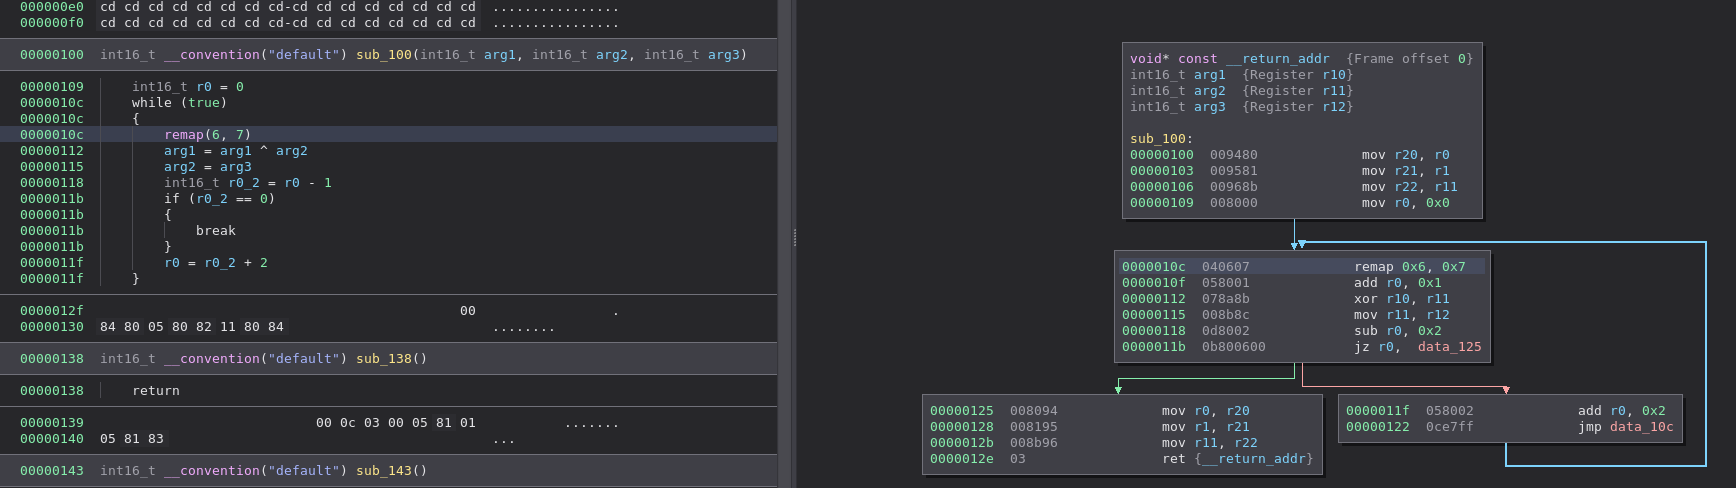 000000e0 cd cd cd cd cd cd cd cd-cd cd cd cd cd cd cd cd ................
000000f0 cd cd cd cd cd cd cd cd-cd cd cd cd cd cd cd cd ................
00000100 int16_t __convention("default") sub_100(int16_t arg1, int16_t arg2, int16_t arg3)
00000109 int16_t r0 = 0
0000010c while (true)
0000010c {
0000010c remap(6, 7)
00000112 arg1 = arg1 ^ arg2
00000115 arg2 = arg3
00000118 int16_t r0_2 = r0 - 1
0000011b if (r0_2 == 0)
0000011b {
0000011b break
0000011b }
0000011f r0 = r0_2 + 2
0000011f }
0000012f 00 .
00000130 84 80 05 80 82 11 80 84 ........
00000138 int16_t __convention("default") sub_138()
00000138 return
00000139 00 0c 03 00 05 81 01 .......
00000140 05 81 83 ...
00000143 int16_t __convention("default") sub_143()
void* const __return_addr {Frame offset 0}
int16_t arg1 {Register r10}
int16_t arg2 {Register r11}
int16_t arg3 {Register r12}
sub_100:
00000100 009480 mov r20, r0
00000103 009581 mov r21, r1
00000106 00968b mov r22, r11
00000109 008000 mov r0, 0x0
0000010c 040607 remap 0x6, 0x7
0000010f 058001 add r0, 0x1
00000112 078a8b xor r10, r11
00000115 008b8c mov r11, r12
00000118 0d8002 sub r0, 0x2
0000011b 0b800600 jz r0, data_125
00000125 008094 mov r0, r20
00000128 008195 mov r1, r21
0000012b 008b96 mov r11, r22
0000012e 03 ret {__return_addr}
0000011f 058002 add r0, 0x2
00000122 0ce7ff jmp data_10c